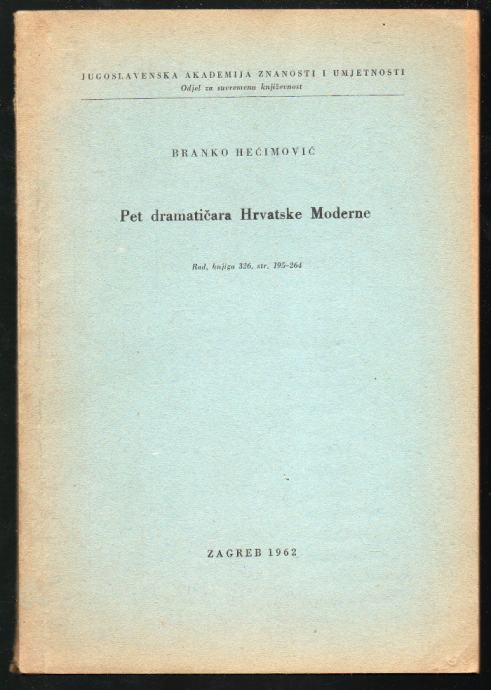 JUGOSLAVENSKA AKADEMIJA ZNANOSTI I UMJETNOSTI
Odjel za suvremenu književnost
BRANKO HEĆIMOVIĆ
Pet dramatičara Hrvatske Moderne
Rad, knjiga 326, str. 195-264
ZAGREB 1962